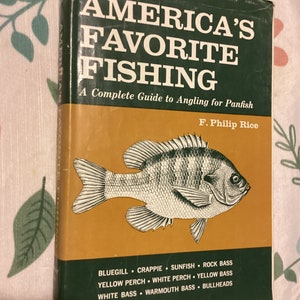 AMERICA'S
FAVORITE
FISHING
A Complete Guide to Angling for Panfish
F. Philip Rice
BLUEGILL • CRAPPIE • SUNFISH • ROCK BASS
YELLOW PERCH • WHITE PERCH • YELLOW BASS
WHITE BASS • WARMOUTH BASS • BULLHEADS